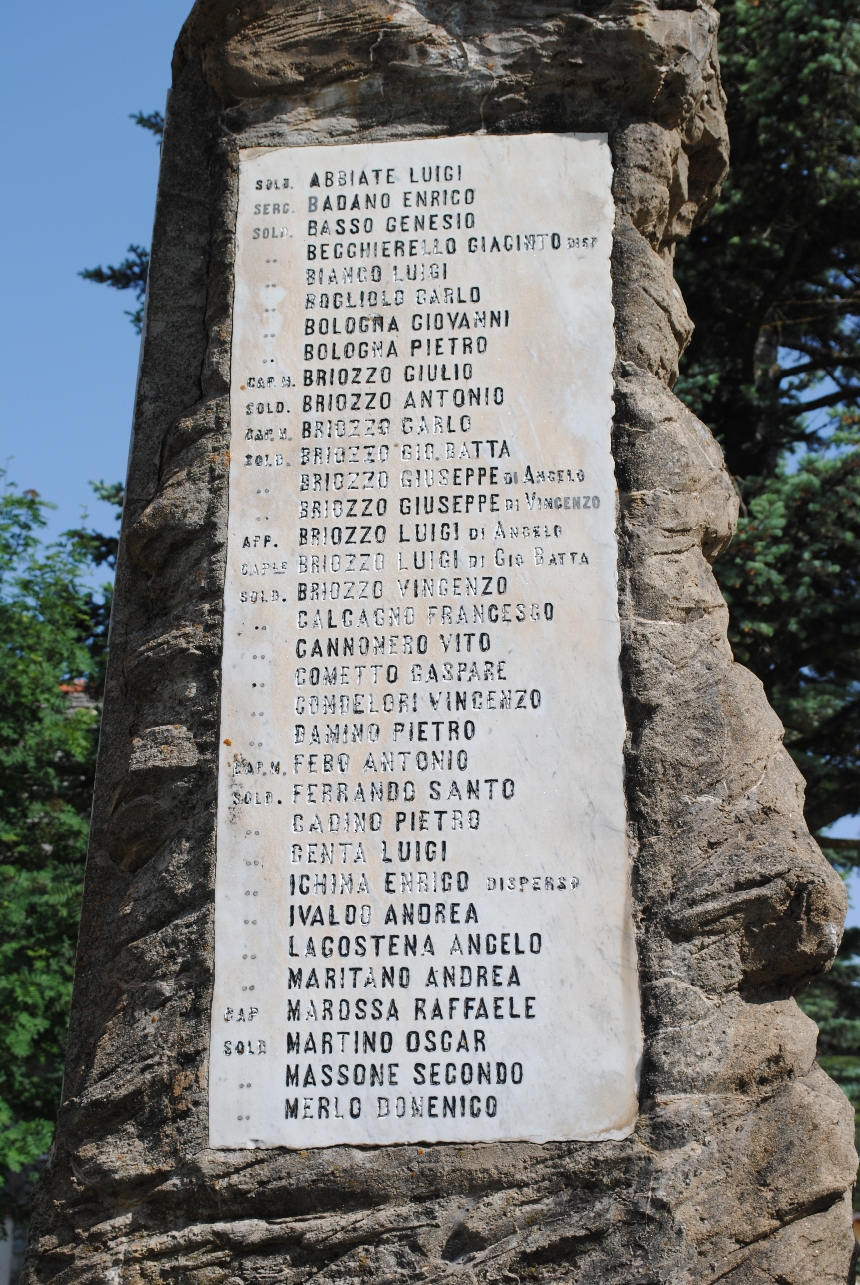 SOLD. ABBIATE LUIGI
SERG. BADANO ENRICO
SOLD. BASSO GENESIO
.. BECCHIERELLO GIACINTO DISP
.. BIANCO LUIGI
.. BOGLIOLO CARLO
.. BOLOGNA GIOVANNI
.. BOLOGNA PIETRO
CAP. M. BRIOZZO GIULIO
SOLD. BRIOZZO ANTONIO
CAP. M. BRIOZZO CARLO
SOLD. BRIOZZO GIO.BATTA
.. BRIOZZO GIUSEPPE DI ANGELO
.. BRIOZZO GIUSEPPE DI VINCENZO
APP. BRIOZZO LUIGI DI ANGELO
CAPLE BRIOZZO LUIGI DI GIO BATTA
SOLD. BRIOZZO VINCENZO
.. CALCAGNO FRANCESCO
.. CANNONERO VITO
.. COMETTO GASPARE
.. CONDELORI VINCENZO
.. DAMINO PIETRO
CAP. M. FEBO ANTONIO
SOLD. FERRANDO SANTO
.. GADINO PIETRO
.. GENTA LUIGI
.. ICHINA ENRICO DISPERSO
.. IVALDO ANDREA
.. LAGOSTENA ANGELO
.. MARITANO ANDREA
CAP MAROSSA RAFFAELE
SOLD MARTINO OSCAR
.. MASSONE SECONDO
.. MERLO DOMENICO